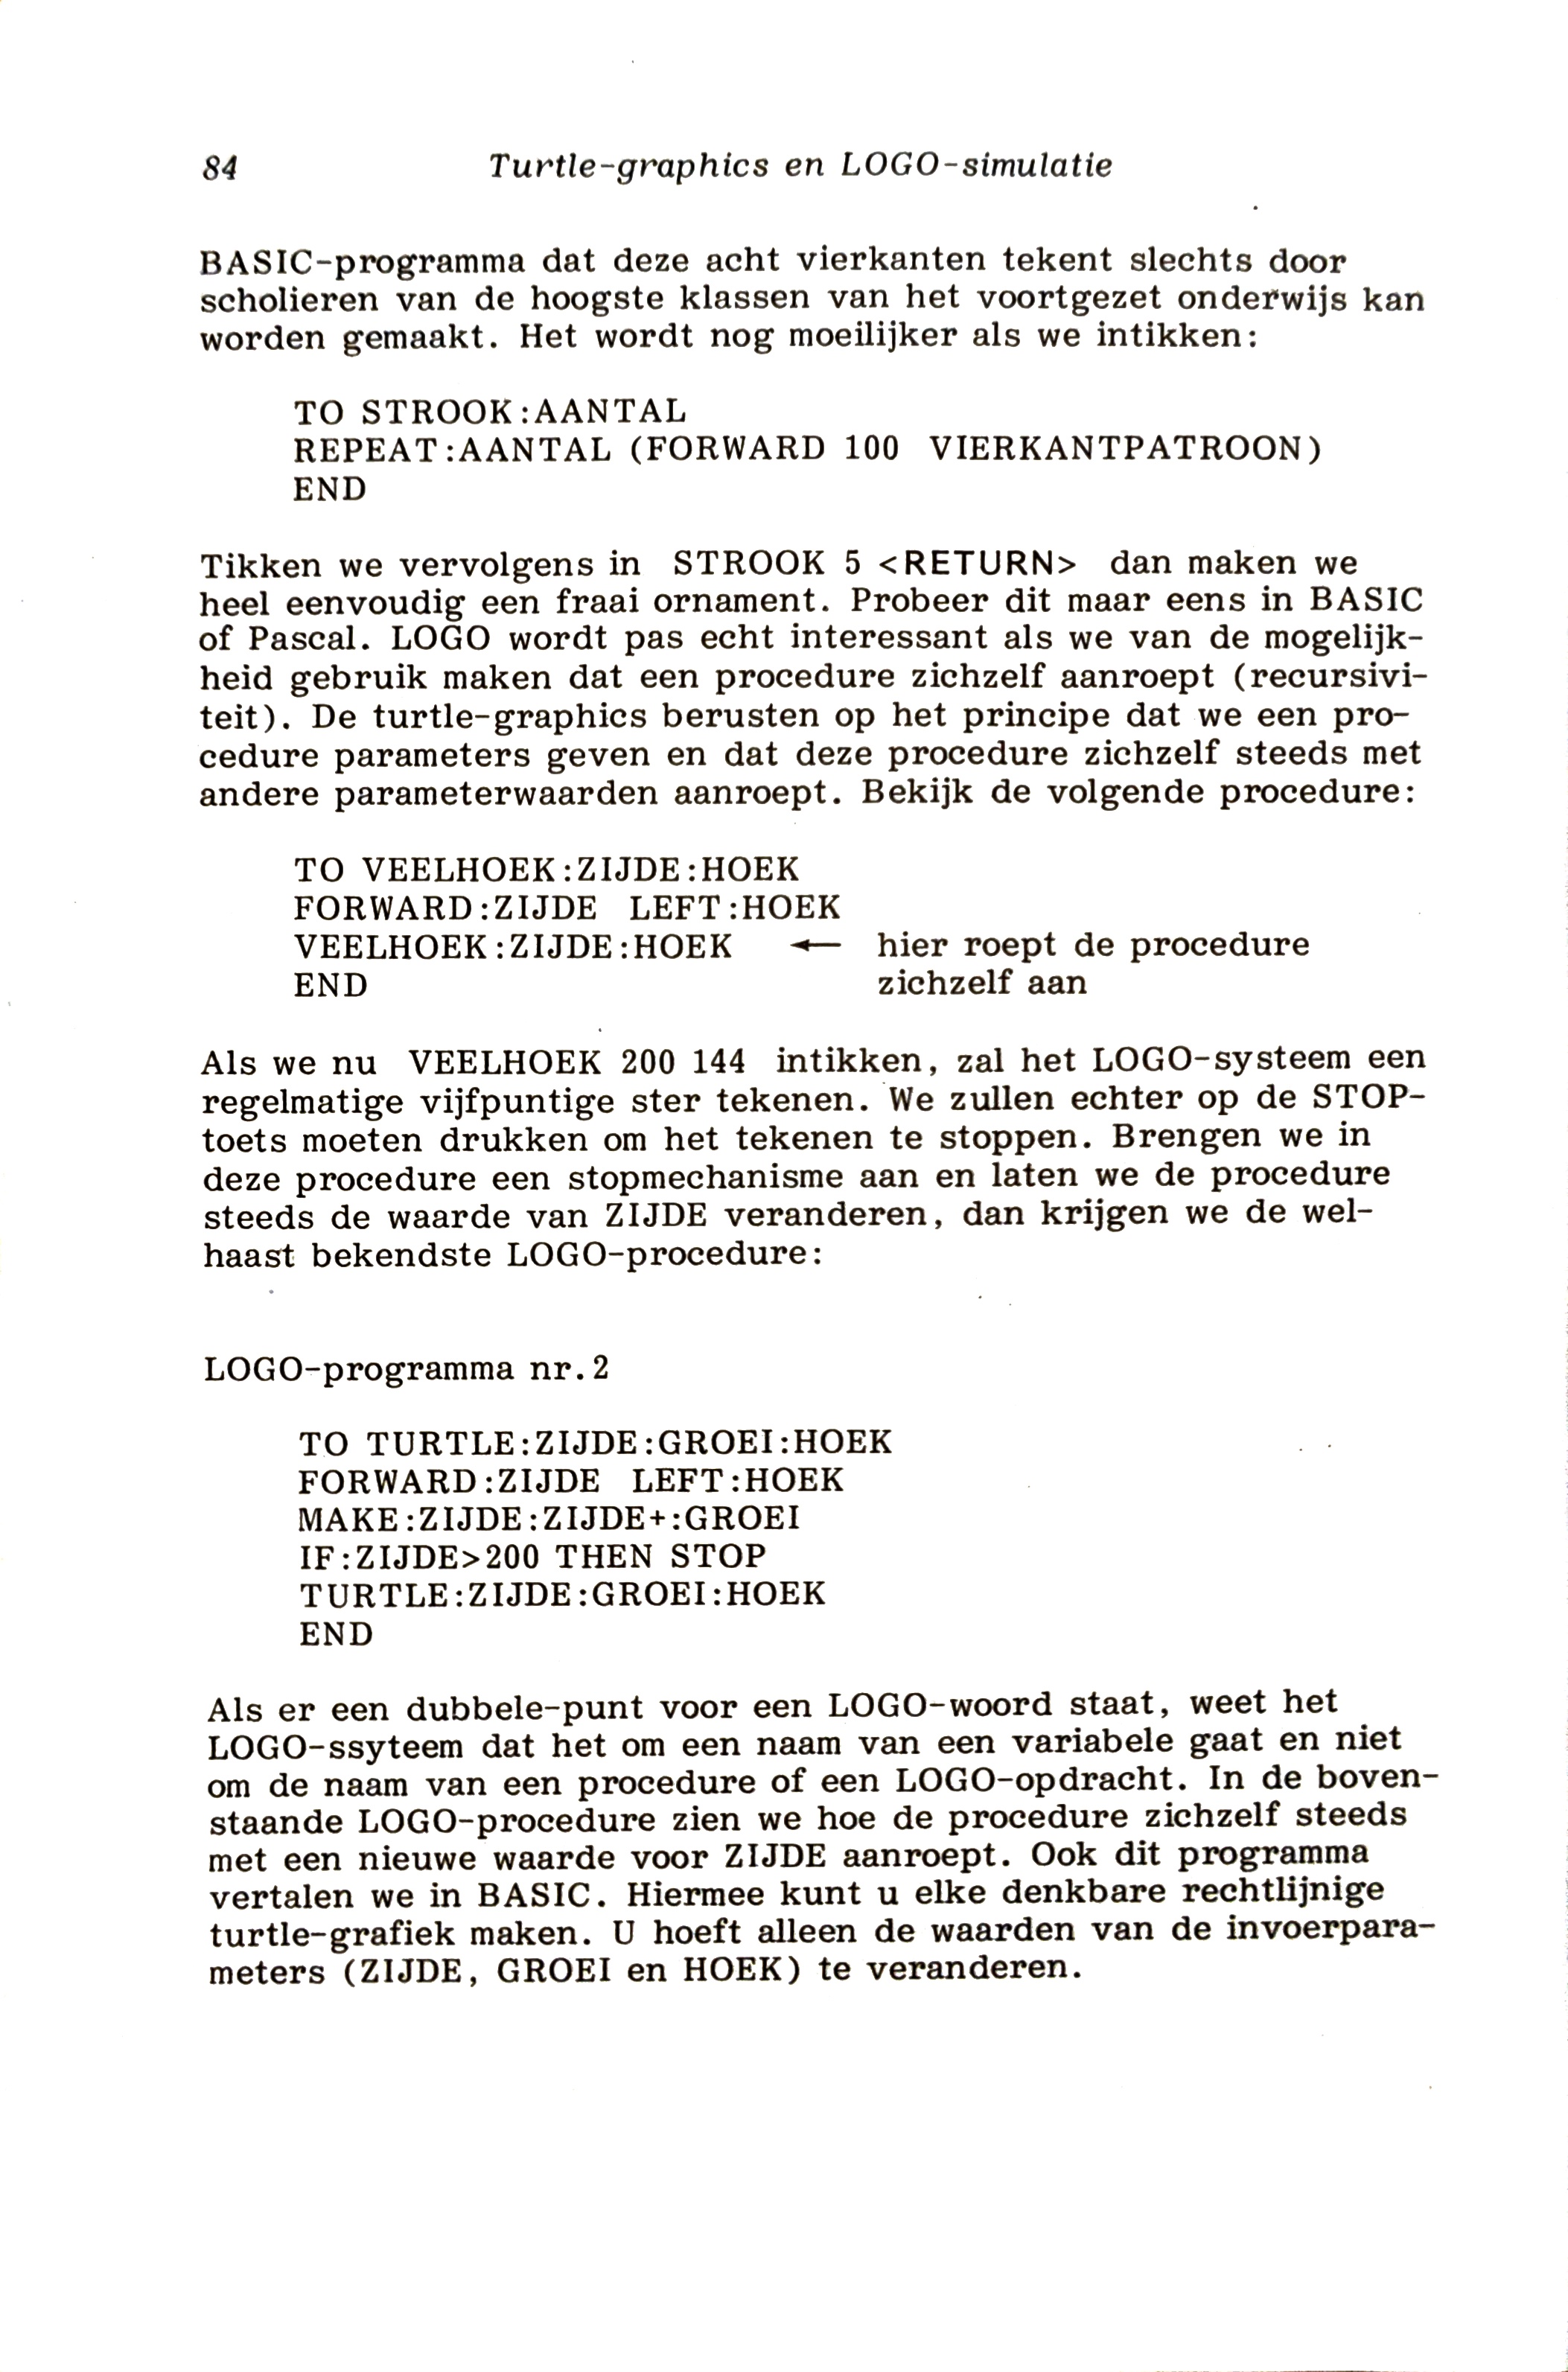 84 Turtle-graphics en LOGO-simulatie
BASIC-programma dat deze acht vierkanten tekent slechts door
scholieren van de hoogste klassen van het voortgezet onderwijs kan
worden gemaakt. Het wordt nog moeilijker als we intikken:
TO STROOK:AANTAL
REPEAT:AANTAL (FORWARD 100 VIERKANTPATROON)
END
Tikken we vervolgens in STROOK 5 <RETURN> dan maken we
heel eenvoudig een fraai ornament. Probeer dit maar eens in BASIC
of Pascal. LOGO wordt pas echt interessant als we van de mogelijk-
heid gebruik maken dat een procedure zichzelf aanroept (recursivi-
teit). De turtle-graphics berusten op het principe dat we een pro-
cedure parameters geven en dat deze procedure zichzelf steeds met
andere parameterwaarden aanroept. Bekijk de volgende procedure:
TO VEELHOEK:ZIJDE:HOEK
FORWARD:ZIJDE LEFT:HOEK
VEELHOEK:ZIJDE:HOEK ← hier roept de procedure
END zichzelf aan
Als we nu VEELHOEK 200 144 intikken, zal het LOGO-systeem een
regelmatige vijfpuntige ster tekenen. We zullen echter op de STOP-
toets moeten drukken om het tekenen te stoppen. Brengen we in
deze procedure een stopmechanisme aan en laten we de procedure
steeds de waarde van ZIJDE veranderen, dan krijgen we de wel-
haast bekendste LOGO-procedure:
LOGO-programma nr.2
TO TURTLE:ZIJDE:GROEI:HOEK
FORWARD:ZIJDE LEFT:HOEK
MAKE:ZIJDE:ZIJDE+:GROEI
IF:ZIJDE>200 THEN STOP
TURTLE:ZIJDE:GROEI:HOEK
END
Als er een dubbele-punt voor een LOGO-woord staat, weet het
LOGO-ssyteem dat het om een naam van een variabele gaat en niet
om de naam van een procedure of een LOGO-opdracht. In de boven-
staande LOGO-procedure zien we hoe de procedure zichzelf steeds
met een nieuwe waarde voor ZIJDE aanroept. Ook dit programma
vertalen we in BASIC. Hiermee kunt u elke denkbare rechtlijnige
turtle-grafiek maken. U hoeft alleen de waarden van de invoerpara-
meters (ZIJDE, GROEI en HOEK) te veranderen.